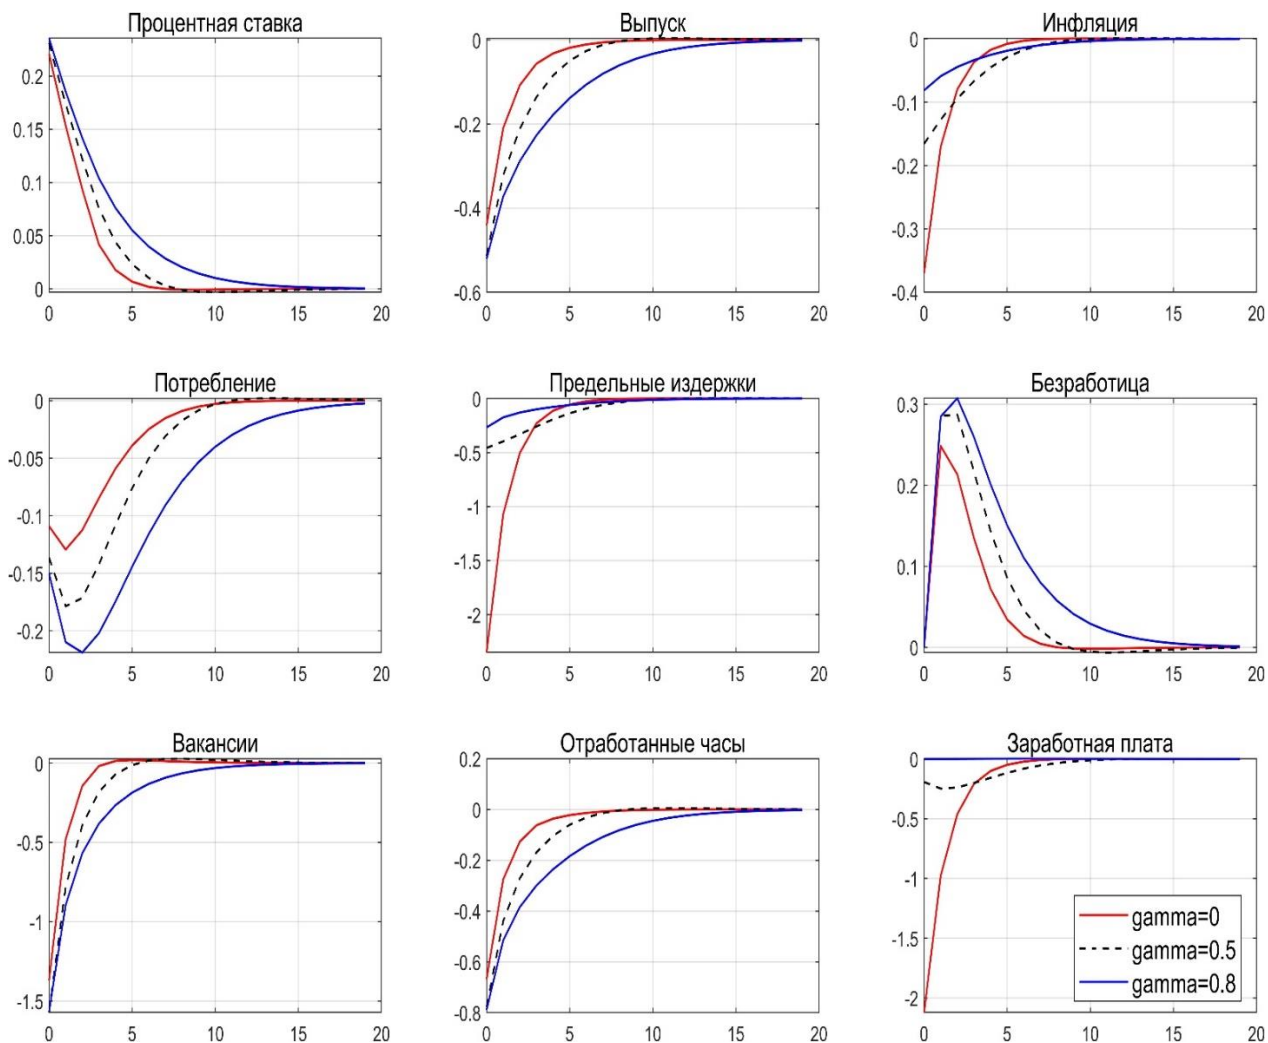 Процентная ставка
0.2
0.15
0.1
0.05
0
0 5 10 15 20
Выпуск
0
-0.2
-0.4
-0.6
0 5 10 15 20
Инфляция
0
-0.1
-0.2
-0.3
-0.4
0 5 10 15 20
Потребление
0
-0.05
-0.1
-0.15
-0.2
0 5 10 15 20
Предельные издержки
0
-0.5
-1
-1.5
-2
0 5 10 15 20
Безработица
0.3
0.2
0.1
0
0 5 10 15 20
Вакансии
0
-0.5
-1
-1.5
0 5 10 15 20
Отработанные часы
0.2
0
-0.2
-0.4
-0.6
-0.8
0 5 10 15 20
Заработная плата
0
-0.5
-1
-1.5
-2
0 5 10 15 20
gamma=0
gamma=0.5
gamma=0.8